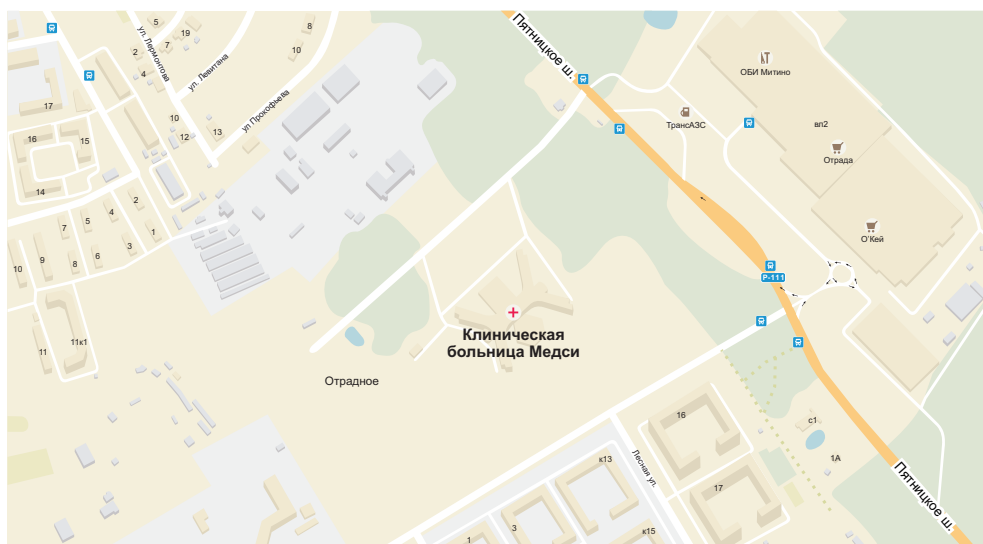 Пятницкое ш.
8
5
19
7
2
4
ул. Лермонтова
ул. Левитана
10
ул Прокофьева
ОБИ Митино
17
ТрансАЗС
вл2
10
13
12
16
15
Отрада
14
2
4
5
7
1
3
6
8
9
10
О'Кей
Р-111
Клиническая
больница Медси
11
11к1
Отрадное
16
с1
Лесная ул.
к13
1А
17
Пятницкое ш.
3
1
к15